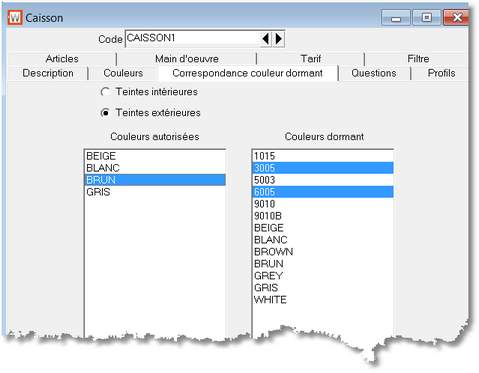 W Caisson
Code CAISSON1
Articles Main d'oeuvre Tarif Filtre
Description Couleurs Correspondance couleur dormant Questions Profils
Teintes intérieures
Teintes extérieures
Couleurs autorisées Couleurs dormant
BEIGE
BLANC
BRUN
GRIS
1015
3005
5003
6005
9010
9010B
BEIGE
BLANC
BROWN
BRUN
GREY
GRIS
WHITE